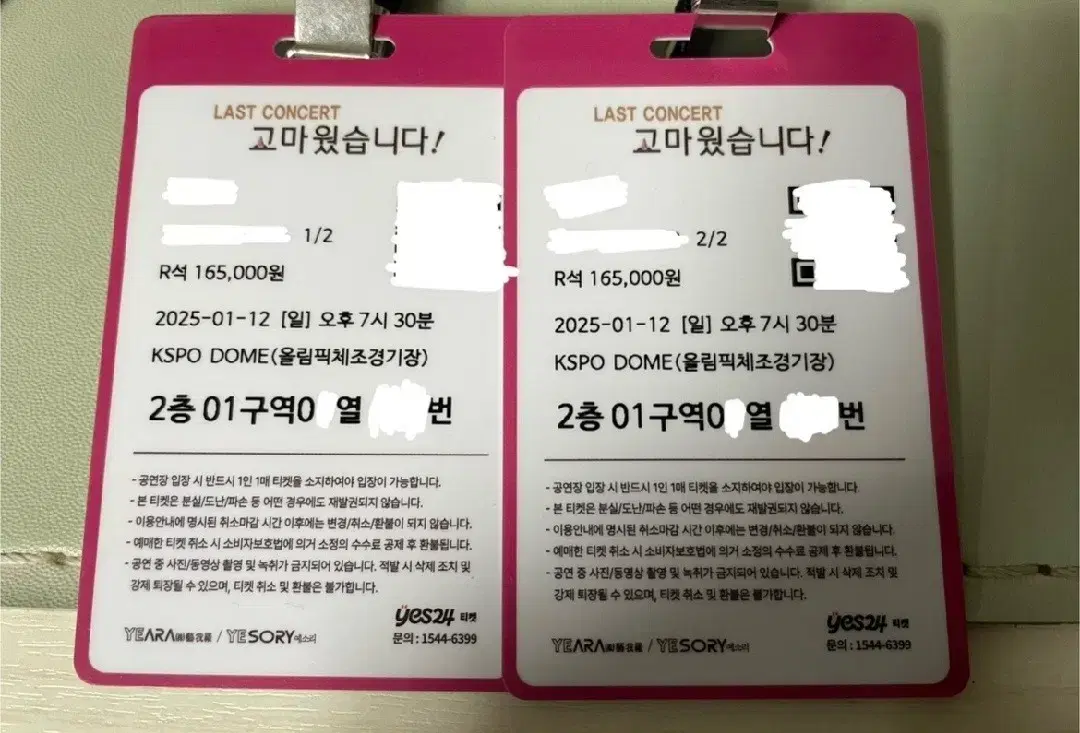 LAST CONCERT
고마웠습니다!
1/2
R석 165,000원
2025-01-12 [일] 오후 7시 30분
KSPO DOME(올림픽체조경기장)
2층 01구역0 열 번
- 공연장 입장 시 반드시 1인 1매 티켓을 소지하여야 입장이 가능합니다.
- 본 티켓은 분실/도난/파손 등 어떤 경우에도 재발권되지 않습니다.
- 이용안내에 명시된 취소마감 시간 이후에는 변경/취소/환불이 되지 않습니다.
- 예매한 티켓 취소 시 소비자보호법에 의거 소정의 수수료 공제 후 환불됩니다.
- 공연 중 사진/동영상 촬영 및 녹취가 금지되어 있습니다. 적발 시 삭제 조치 및
강제 퇴장될 수 있으며, 티켓 취소 및 환불은 불가합니다.
yes24 티켓
YEARA / YESORY예소리
문의 : 1544-6399
LAST CONCERT
고마웠습니다!
2/2
R석 165,000원
2025-01-12 [일] 오후 7시 30분
KSPO DOME(올림픽체조경기장)
2층 01구역0 열 번
- 공연장 입장 시 반드시 1인 1매 티켓을 소지하여야 입장이 가능합니다.
- 본 티켓은 분실/도난/파손 등 어떤 경우에도 재발권되지 않습니다.
- 이용안내에 명시된 취소마감 시간 이후에는 변경/취소/환불이 되지 않습니다.
- 예매한 티켓 취소 시 소비자보호법에 의거 소정의 수수료 공제 후 환불됩니다.
- 공연 중 사진/동영상 촬영 및 녹취가 금지되어 있습니다. 적발 시 삭제 조치 및
강제 퇴장될 수 있으며, 티켓 취소 및 환불은 불가합니다.
yes24 티켓
YEARA / YESORY예소리
문의 : 1544-6399